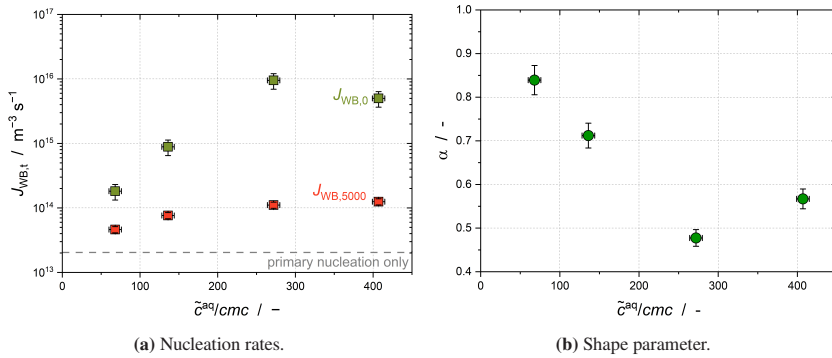 10^17
10^16
10^15
10^14
10^13
J_WB,t / m^−3 s^−1
J_WB,0
J_WB,5000
primary nucleation only
0 100 200 300 400
c̃^aq/cmc / −
(a) Nucleation rates.
1.0
0.9
0.8
0.7
0.6
0.5
0.4
α / -
0 100 200 300 400
c̃^aq/cmc / -
(b) Shape parameter.